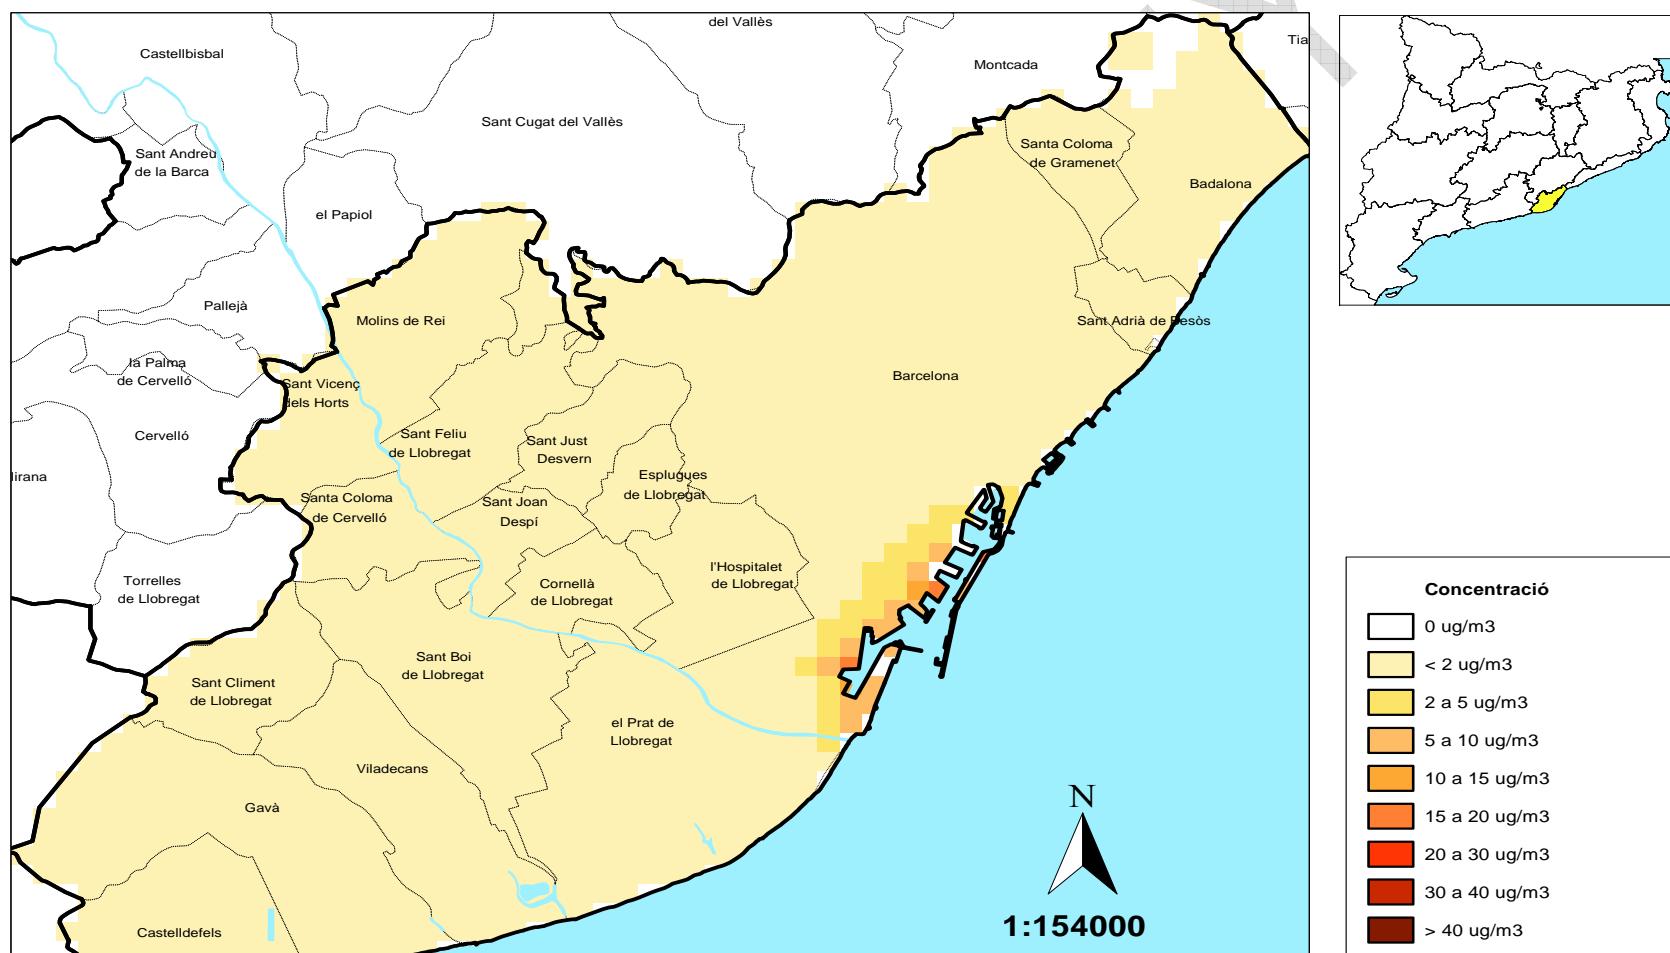 del Vallès
Castellbisbal
Tia
Montcada
Sant Cugat del Vallès
Sant Andreu
de la Barca
Santa Coloma
de Gramenet
Badalona
el Papiol
Pallejà
Molins de Rei
Sant Adrià de Besòs
la Palma
de Cervelló
Sant Vicenç
dels Horts
Barcelona
Cervelló
Sant Feliu
de Llobregat
Sant Just
Desvern
Esplugues
de Llobregat
lirana
Santa Coloma
de Cervelló
Sant Joan
Despí
Torrelles
de Llobregat
Cornellà
de Llobregat
l'Hospitalet
de Llobregat
Sant Boi
de Llobregat
Sant Climent
de Llobregat
el Prat de
Llobregat
Viladecans
Gavà
Castelldefels
N
1:154000
Concentració
0 ug/m3
< 2 ug/m3
2 a 5 ug/m3
5 a 10 ug/m3
10 a 15 ug/m3
15 a 20 ug/m3
20 a 30 ug/m3
30 a 40 ug/m3
> 40 ug/m3